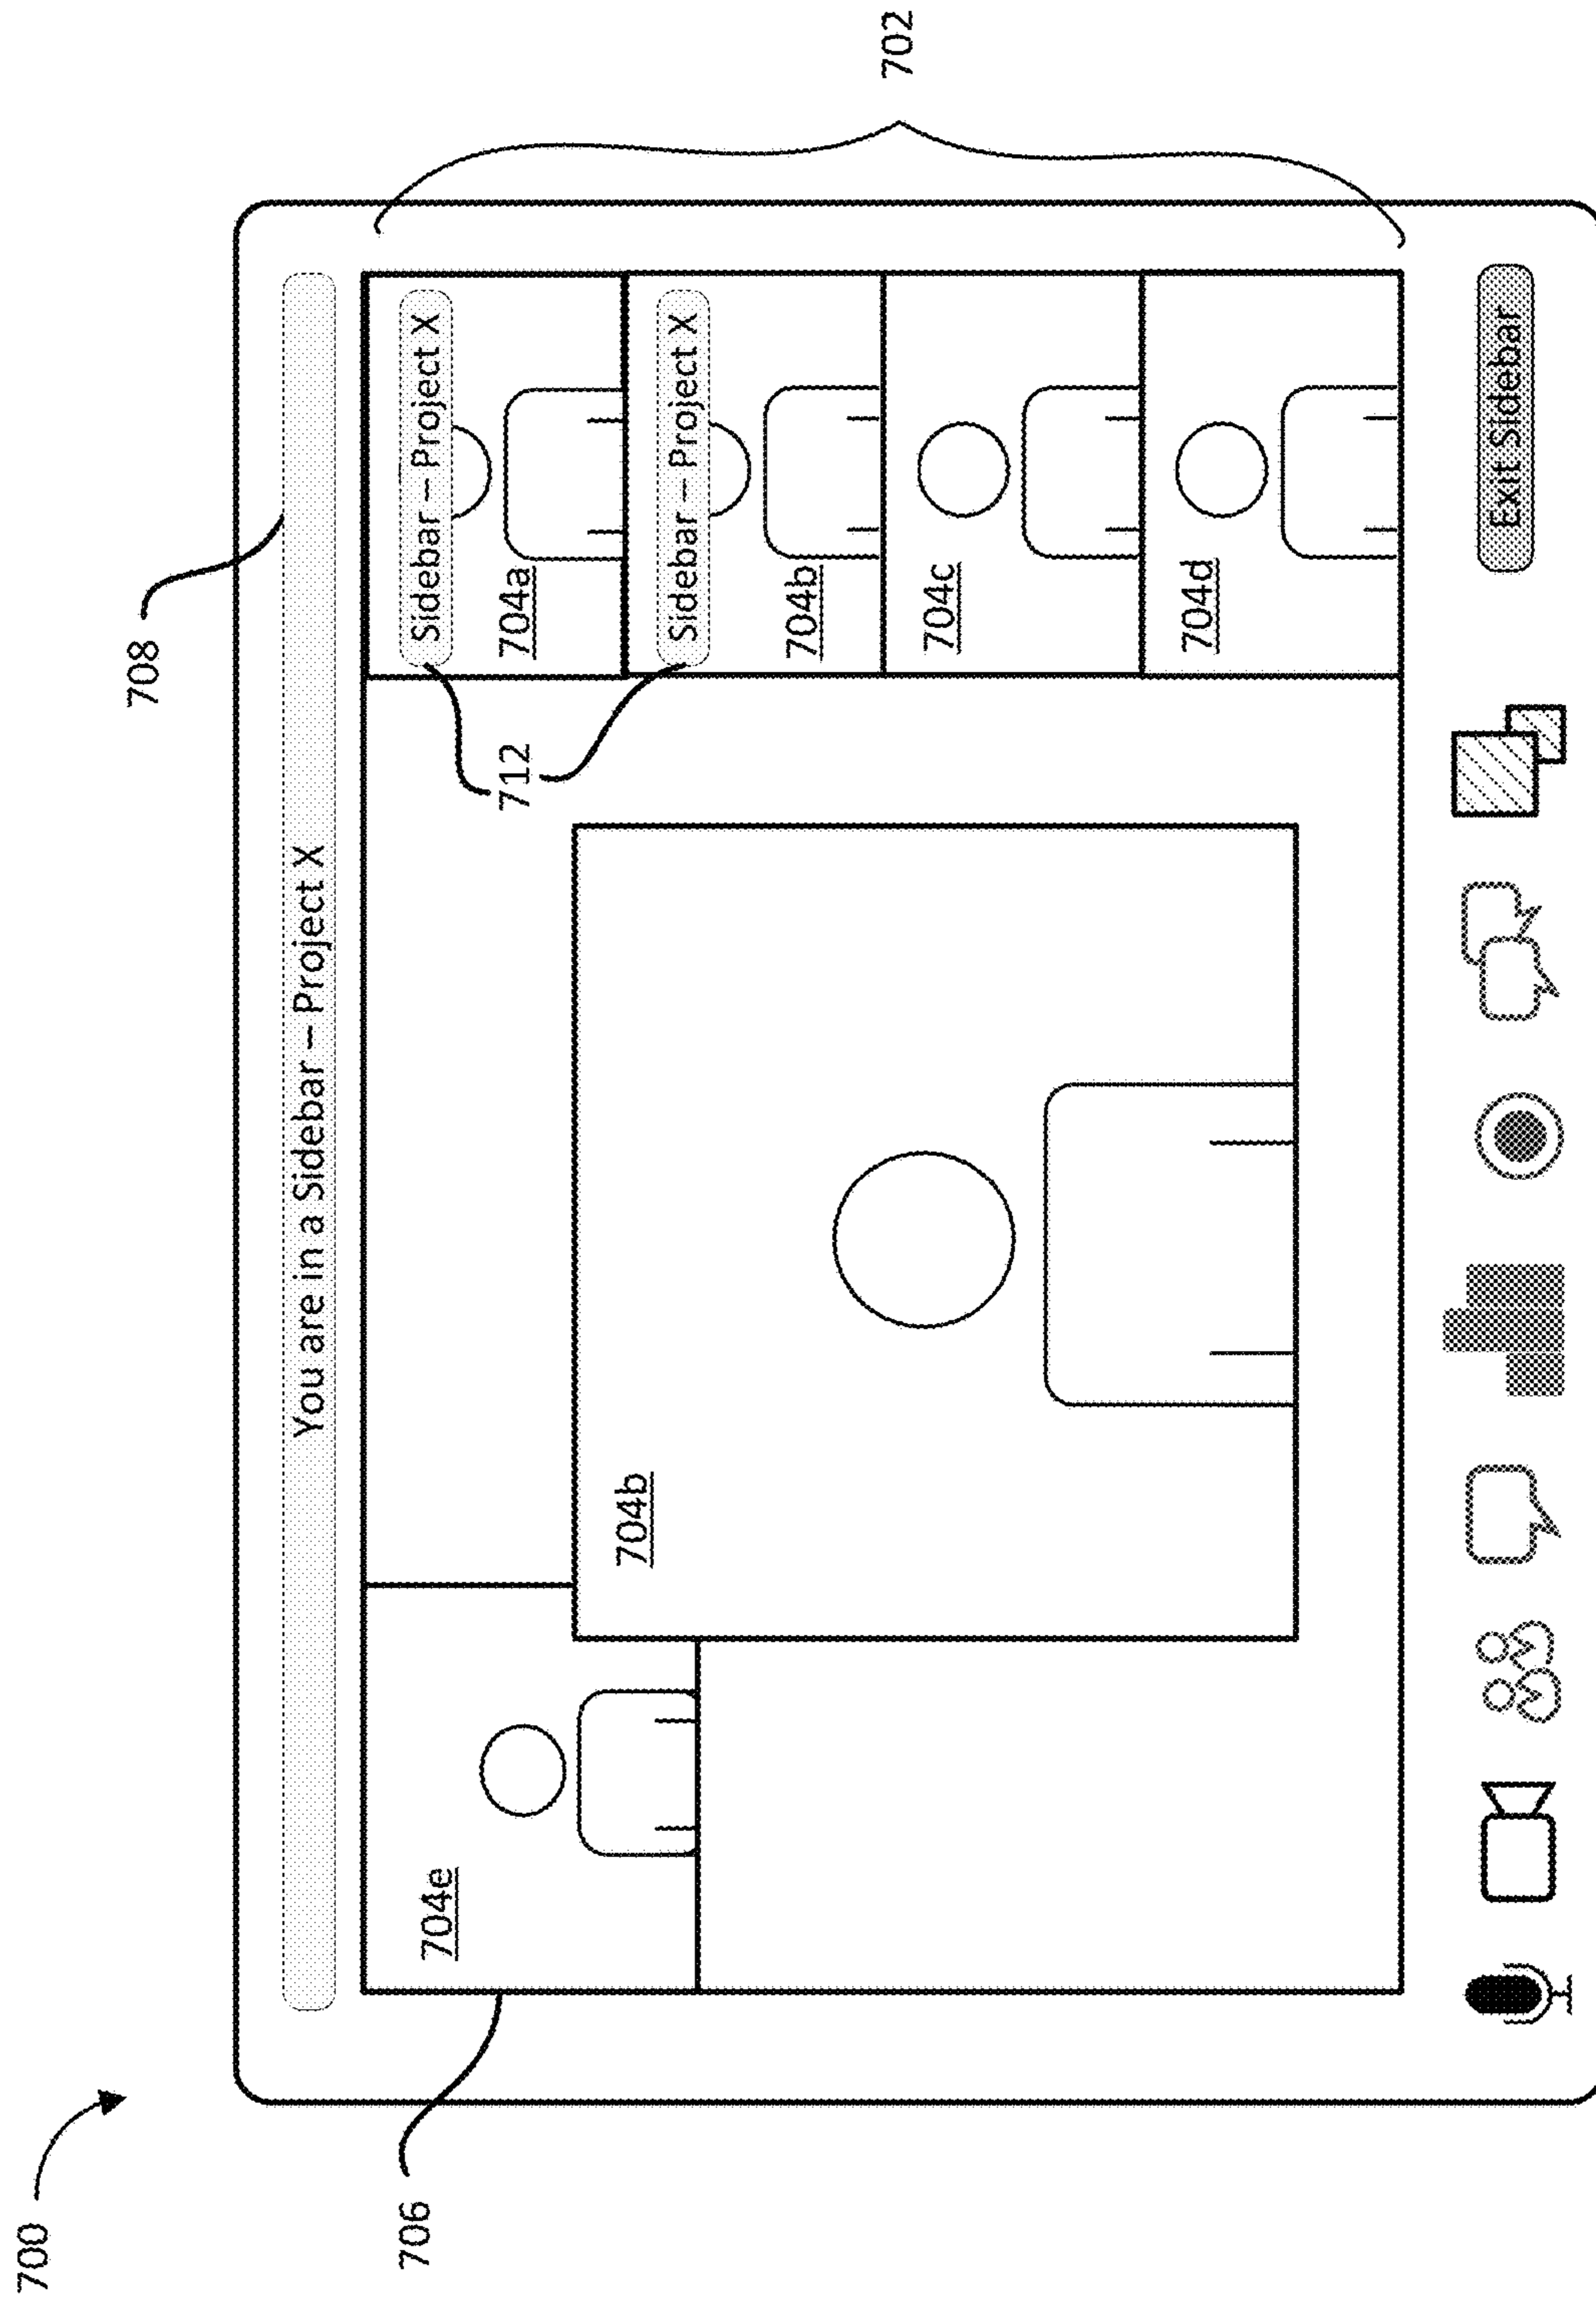 700
708
You are in a Sidebar – Project X
706
704e
704b
712
Sidebar – Project X
704a
Sidebar – Project X
704b
704c
704d
702
Exit Sidebar